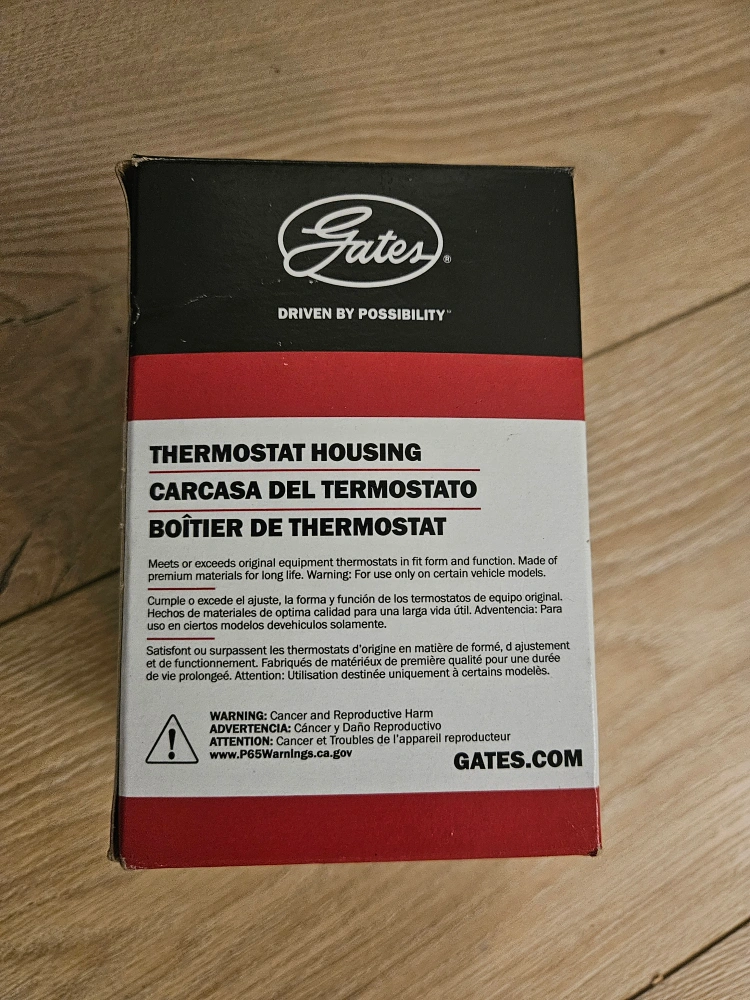 Gates®
DRIVEN BY POSSIBILITY™
THERMOSTAT HOUSING
CARCASA DEL TERMOSTATO
BOÎTIER DE THERMOSTAT
Meets or exceeds original equipment thermostats in fit form and function. Made of
premium materials for long life. Warning: For use only on certain vehicle models.
Cumple o excede el ajuste, la forma y función de los termostatos de equipo original.
Hechos de materiales de optima calidad para una larga vida útil. Adventencia: Para
uso en ciertos modelos devehiculos solamente.
Satisfont ou surpassent les thermostats d'origine en matière de formé, d ajustement
et de functionnement. Fabriqués de matériéux de première qualité pour une durée
de vie prolongeé. Attention: Utilisation destinée uniquement à certains modelès.
WARNING: Cancer and Reproductive Harm
ADVERTENCIA: Cáncer y Daño Reproductivo
ATTENTION: Cancer et Troubles de l'appareil reproducteur
www.P65Warnings.ca.gov
GATES.COM